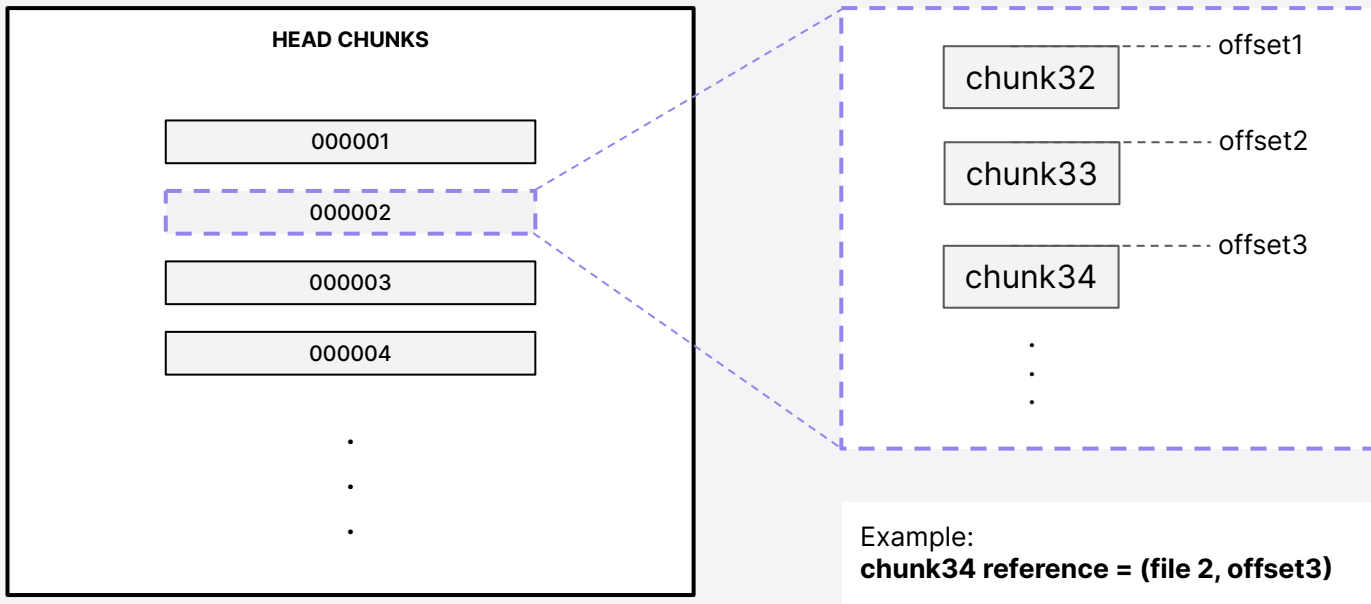 HEAD CHUNKS
000001
000002
000003
000004
.
.
.
chunk32
offset1
chunk33
offset2
chunk34
offset3
.
.
.
Example:
chunk34 reference = (file 2, offset3)